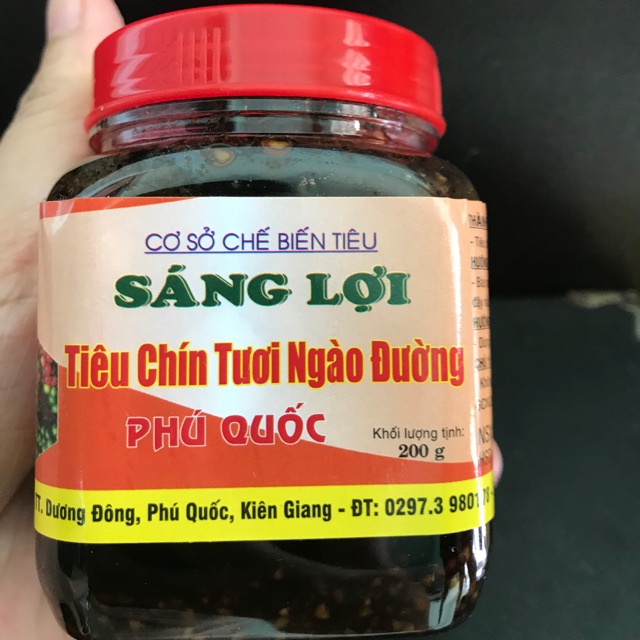 CƠ SỞ CHẾ BIẾN TIÊU
SÁNG LỢI
Tiêu Chín Tươi Ngào Đường
PHÚ QUỐC
Khối lượng tịnh:
200 g
TT. Dương Đông, Phú Quốc, Kiên Giang - ĐT: 0297.3 9801